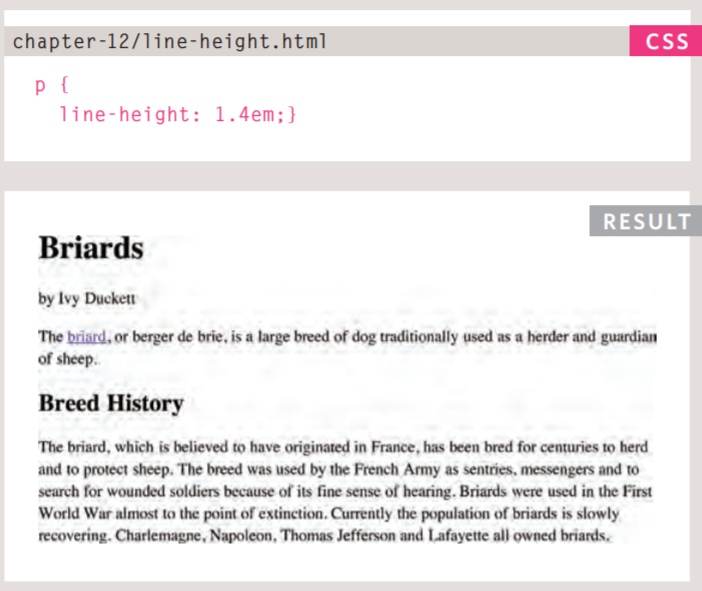 chapter-12/line-height.html
CSS
p {
line-height: 1.4em;}
RESULT
Briards
by Ivy Duckett
The briard, or berger de brie, is a large breed of dog traditionally used as a herder and guardian
of sheep.
Breed History
The briard, which is believed to have originated in France, has been bred for centuries to herd
and to protect sheep. The breed was used by the French Army as sentries, messengers and to
search for wounded soldiers because of its fine sense of hearing. Briards were used in the First
World War almost to the point of extinction. Currently the population of briards is slowly
recovering. Charlemagne, Napoleon, Thomas Jefferson and Lafayette all owned briards.